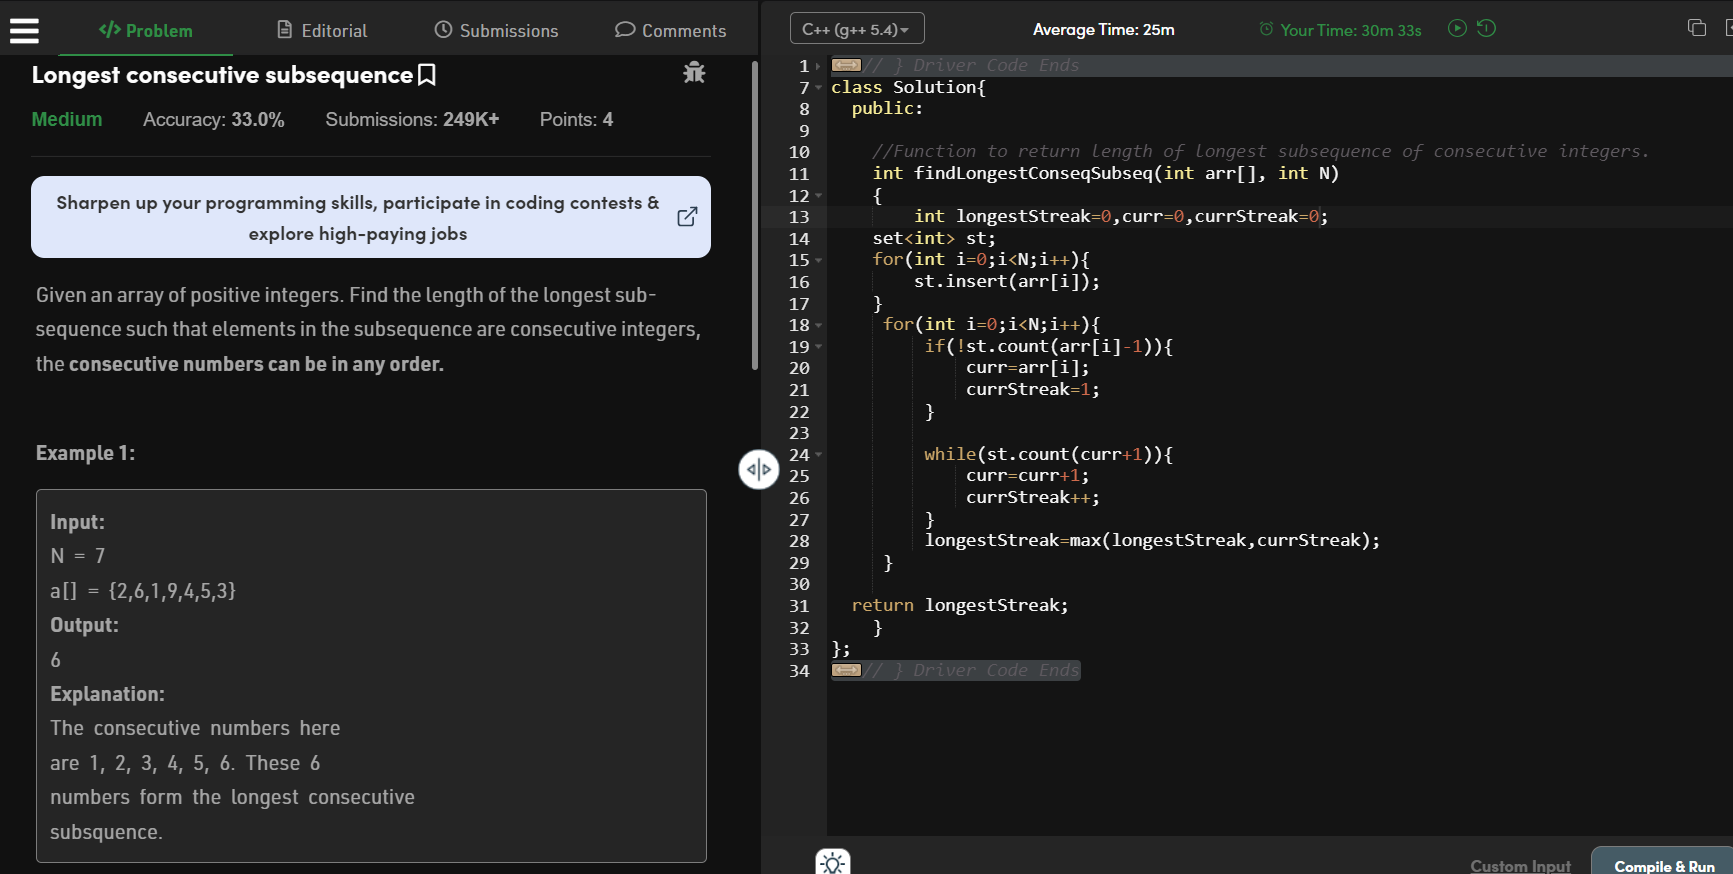 Problem
Editorial
Submissions
Comments
Longest consecutive subsequence
Medium Accuracy: 33.0% Submissions: 249K+ Points: 4
Sharpen up your programming skills, participate in coding contests &
explore high-paying jobs
Given an array of positive integers. Find the length of the longest sub-
sequence such that elements in the subsequence are consecutive integers,
the consecutive numbers can be in any order.
Example 1:
Input:
N = 7
a[] = {2,6,1,9,4,5,3}
Output:
6
Explanation:
The consecutive numbers here
are 1, 2, 3, 4, 5, 6. These 6
numbers form the longest consecutive
subsquence.
C++ (g++ 5.4)
Average Time: 25m
Your Time: 30m 33s
1 // } Driver Code Ends
7 class Solution{
8 public:
9
10 //Function to return length of longest subsequence of consecutive integers.
11 int findLongestConseqSubseq(int arr[], int N)
12 {
13 int longestStreak=0,curr=0,currStreak=0;
14 set<int> st;
15 for(int i=0;i<N;i++){
16 st.insert(arr[i]);
17 }
18 for(int i=0;i<N;i++){
19 if(!st.count(arr[i]-1)){
20 curr=arr[i];
21 currStreak=1;
22 }
23
24 while(st.count(curr+1)){
25 curr=curr+1;
26 currStreak++;
27 }
28 longestStreak=max(longestStreak,currStreak);
29 }
30
31 return longestStreak;
32 }
33 };
34 // } Driver Code Ends
Custom Input
Compile & Run